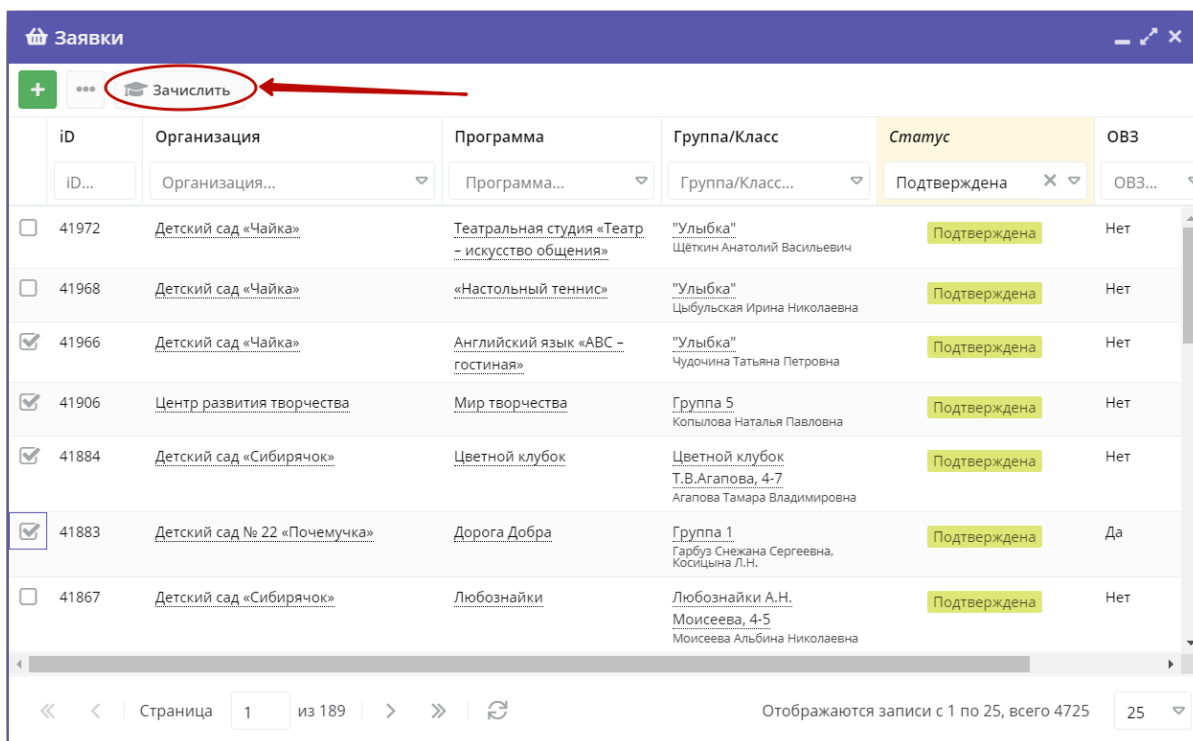 Заявки
Зачислить
iD
Организация
Программа
Группа/Класс
Статус
ОВЗ
iD...
Организация...
Программа...
Группа/Класс...
Подтверждена
ОВЗ...
41972
Детский сад «Чайка»
Театральная студия «Театр
– искусство общения»
"Улыбка"
Щёткин Анатолий Васильевич
Подтверждена
Нет
41968
Детский сад «Чайка»
«Настольный теннис»
"Улыбка"
Цыбульская Ирина Николаевна
Подтверждена
Нет
41966
Детский сад «Чайка»
Английский язык «ABC –
гостиная»
"Улыбка"
Чудочина Татьяна Петровна
Подтверждена
Нет
41906
Центр развития творчества
Мир творчества
Группа 5
Копылова Наталья Павловна
Подтверждена
Нет
41884
Детский сад «Сибирячок»
Цветной клубок
Цветной клубок
Т.В.Агапова, 4-7
Агапова Тамара Владимировна
Подтверждена
Нет
41883
Детский сад № 22 «Почемучка»
Дорога Добра
Группа 1
Гарбуз Снежана Сергеевна,
Косицына Л.Н.
Подтверждена
Да
41867
Детский сад «Сибирячок»
Любознайки
Любознайки А.Н.
Моисеева, 4-5
Моисеева Альбина Николаевна
Подтверждена
Нет
Страница 1 из 189
Отображаются записи с 1 по 25, всего 4725
25